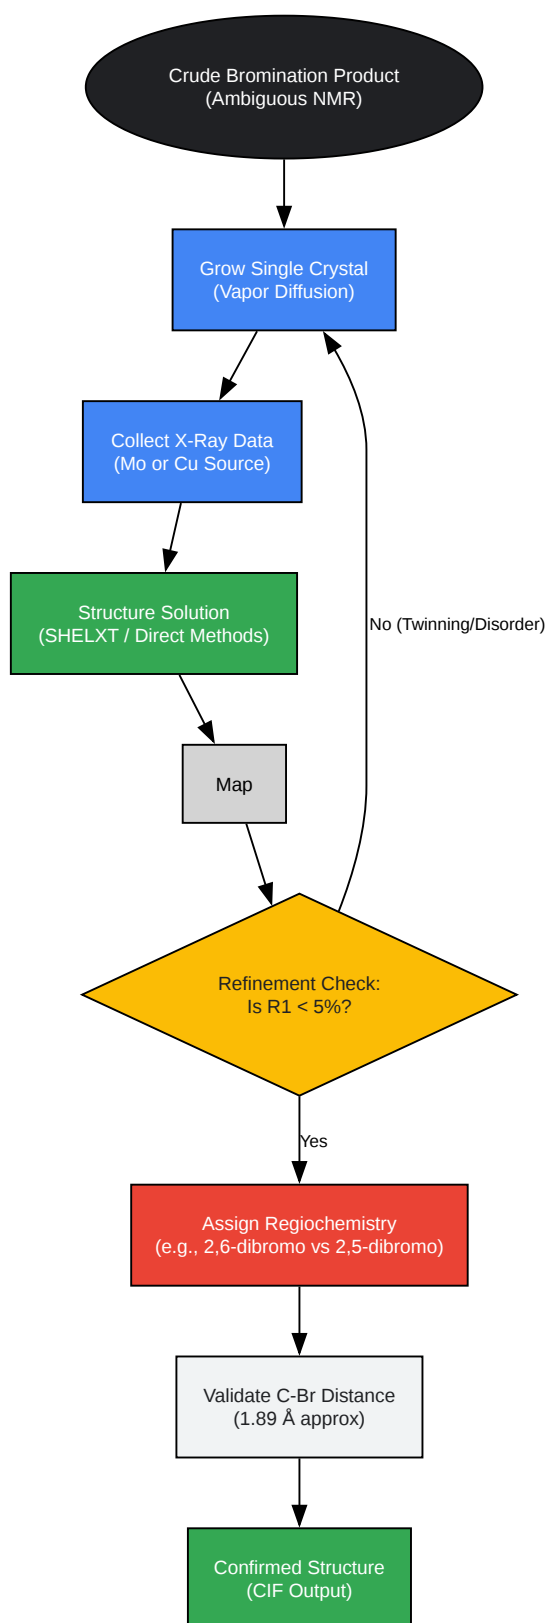 Crude Bromination Product
(Ambiguous NMR)
Grow Single Crystal
(Vapor Diffusion)
Collect X-Ray Data
(Mo or Cu Source)
Structure Solution
(SHELXT / Direct Methods)
No (Twinning/Disorder)
Map
Refinement Check:
Is R1 < 5%?
Yes
Assign Regiochemistry
(e.g., 2,6-dibromo vs 2,5-dibromo)
Validate C-Br Distance
(1.89 Å approx)
Confirmed Structure
(CIF Output)